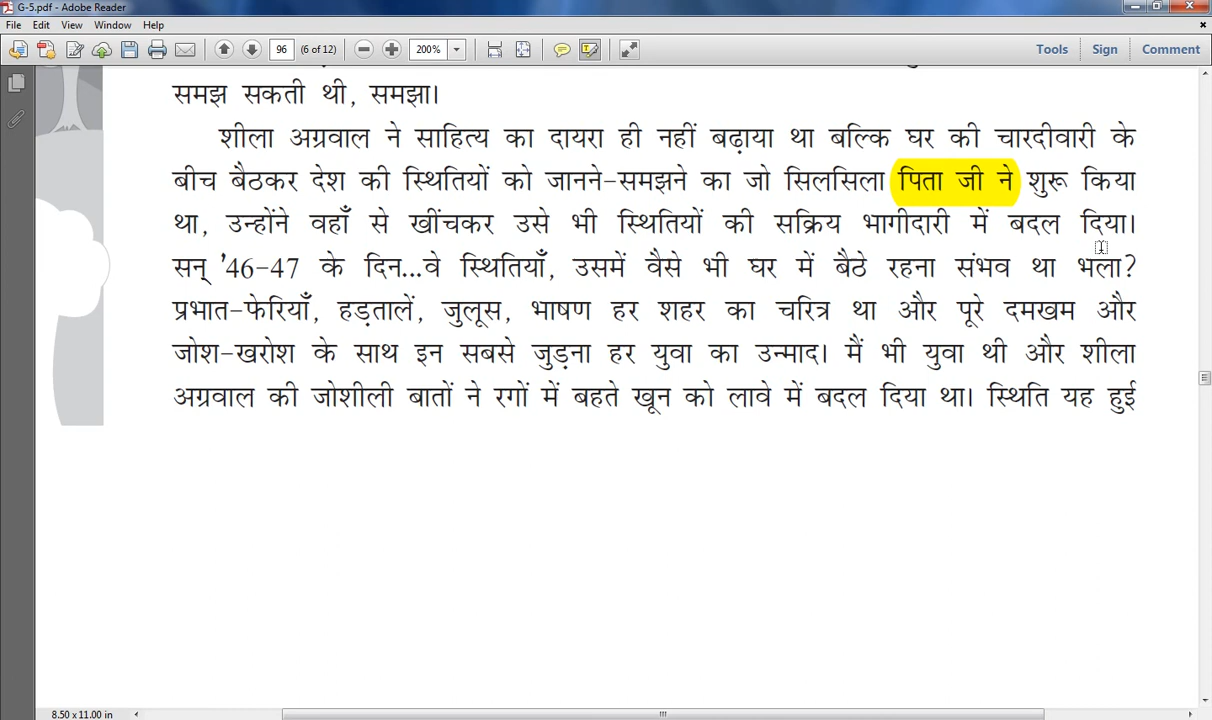 G-5.pdf - Adobe Reader
File Edit View Window Help
96 (6 of 12) 200% Tools Sign Comment
समझ सकती थी, समझा।
शीला अग्रवाल ने साहित्य का दायरा ही नहीं बढ़ाया था बल्कि घर की चारदीवारी के
बीच बैठकर देश की स्थितियों को जानने-समझने का जो सिलसिला पिता जी ने शुरू किया
था, उन्होंने वहाँ से खींचकर उसे भी स्थितियों की सक्रिय भागीदारी में बदल दिया।
सन् '46-47 के दिन...वे स्थितियाँ, उसमें वैसे भी घर में बैठे रहना संभव था भला?
प्रभात-फेरियाँ, हड़तालें, जुलूस, भाषण हर शहर का चरित्र था और पूरे दमखम और
जोश-खरोश के साथ इन सबसे जुड़ना हर युवा का उन्माद। मैं भी युवा थी और शीला
अग्रवाल की जोशीली बातों ने रगों में बहते खून को लावे में बदल दिया था। स्थिति यह हुई
8.50 x 11.00 in